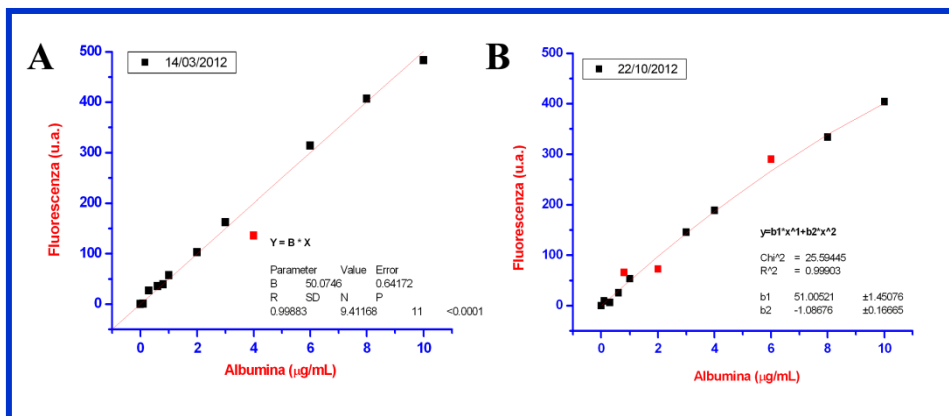 A
14/03/2012
500
400
300
200
100
0
Fluorescenza (u.a.)
Y = B * X
Parameter Value Error
B 50.0746 0.64172
R SD N P
0.99883 9.41168 11 <0.0001
0 2 4 6 8 10
Albumina (μg/mL)
B
22/10/2012
500
400
300
200
100
0
Fluorescenza (u.a.)
y=b1*x^1+b2*x^2
Chi^2 = 25.59445
R^2 = 0.99903
b1 51.00521 ±1.45076
b2 -1.08676 ±0.16665
0 2 4 6 8 10
Albumina (μg/mL)